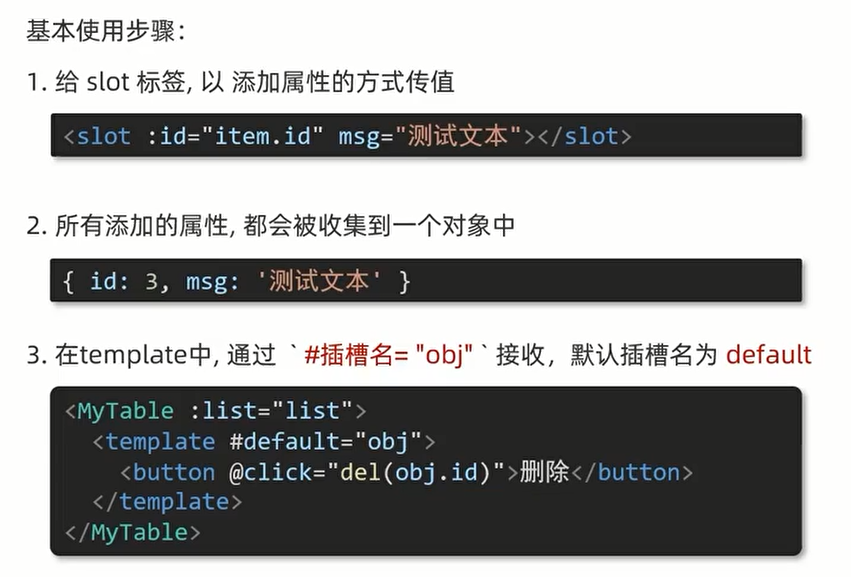 基本使用步骤：
1. 给 slot 标签, 以 添加属性的方式传值
<slot :id="item.id" msg="测试文本"></slot>
2. 所有添加的属性, 都会被收集到一个对象中
{ id: 3, msg: '测试文本' }
3. 在template中, 通过 `#插槽名= "obj"` 接收，默认插槽名为 default
<MyTable :list="list">
  <template #default="obj">
    <button @click="del(obj.id)">删除</button>
  </template>
</MyTable>